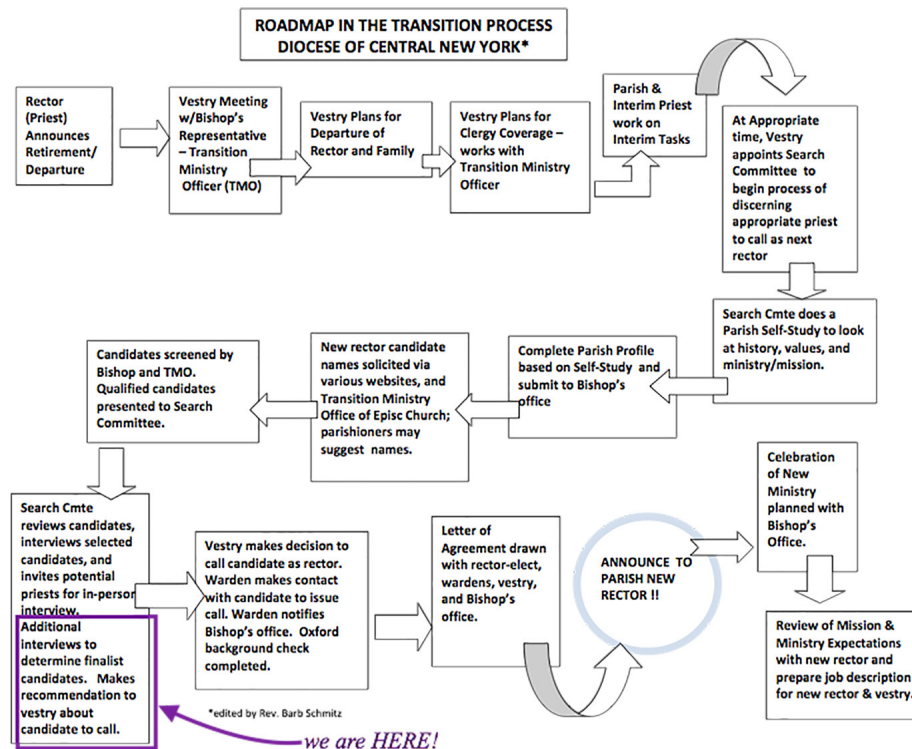 ROADMAP IN THE TRANSITION PROCESS
DIOCESE OF CENTRAL NEW YORK*
Rector
(Priest)
Announces
Retirement/
Departure
Vestry Meeting
w/Bishop's
Representative
– Transition
Ministry
Officer (TMO)
Vestry Plans for
Departure of
Rector and Family
Vestry Plans for
Clergy Coverage –
works with
Transition Ministry
Officer
Parish &
Interim Priest
work on
Interim Tasks
At Appropriate
time, Vestry
appoints Search
Committee to
begin process of
discerning
appropriate priest
to call as next
rector
Search Cmte does a
Parish Self-Study to look
at history, values, and
ministry/mission.
Complete Parish Profile
based on Self-Study and
submit to Bishop's
office
New rector candidate
names solicited via
various websites, and
Transition Ministry
Office of Episc Church;
parishioners may
suggest names.
Candidates screened by
Bishop and TMO.
Qualified candidates
presented to Search
Committee.
Search Cmte
reviews candidates,
interviews selected
candidates, and
invites potential
priests for in-person
interview.
Additional
interviews to
determine finalist
candidates. Makes
recommendation to
vestry about
candidate to call.
Vestry makes decision to
call candidate as rector.
Warden makes contact
with candidate to issue
call. Warden notifies
Bishop's office. Oxford
background check
completed.
Letter of
Agreement drawn
with rector-elect,
wardens, vestry,
and Bishop's
office.
ANNOUNCE TO
PARISH NEW
RECTOR !!
Celebration
of New
Ministry
planned with
Bishop's
Office.
Review of Mission &
Ministry Expectations
with new rector and
prepare job description
for new rector & vestry.
*edited by Rev. Barb Schmitz
we are HERE!